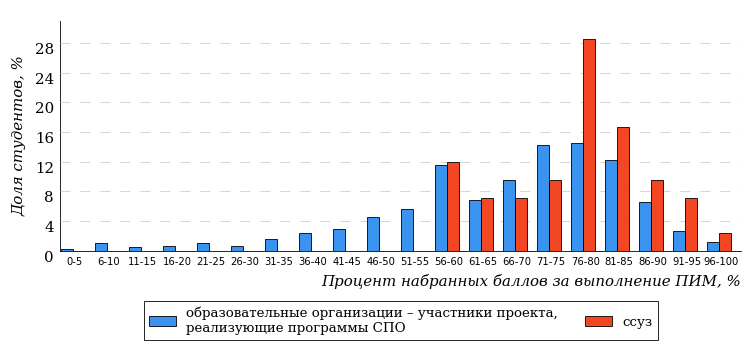 Доля студентов, %
28
24
20
16
12
8
4
0
0-5 6-10 11-15 16-20 21-25 26-30 31-35 36-40 41-45 46-50 51-55 56-60 61-65 66-70 71-75 76-80 81-85 86-90 91-95 96-100
Процент набранных баллов за выполнение ПИМ, %
образовательные организации – участники проекта,
реализующие программы СПО
ссуз